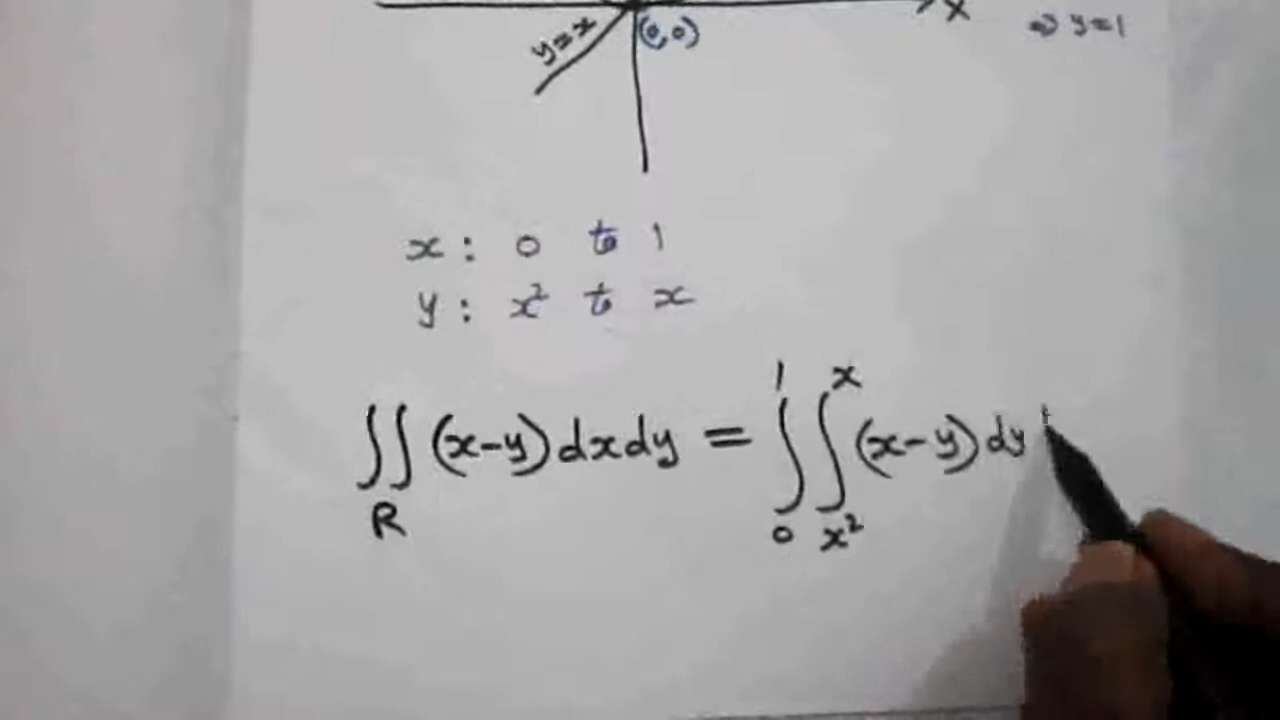 X
y=x
(0,0)
⇒ y=1
x : 0 to 1
y : x² to x
∬_R (x-y) dx dy = ∫_0^1 ∫_{x²}^x (x-y) dy